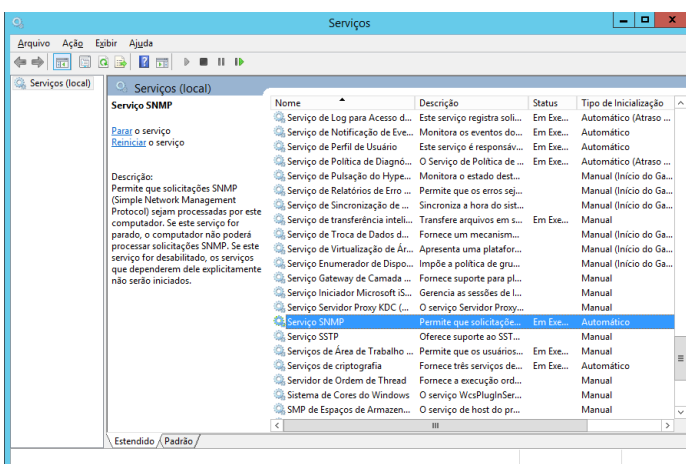 Serviços
Arquivo Ação Exibir Ajuda
Serviços (local)
Serviços (local)
Serviço SNMP
Parar o serviço
Reiniciar o serviço
Descrição:
Permite que solicitações SNMP
(Simple Network Management
Protocol) sejam processadas por este
computador. Se este serviço for
parado, o computador não poderá
processar solicitações SNMP. Se este
serviço for desabilitado, os serviços
que dependerem dele explicitamente
não serão iniciados.
Nome Descrição Status Tipo de Inicialização
Serviço de Log para Acesso d... Este serviço registra soli... Em Exe... Automático (Atraso ...
Serviço de Notificação de Eve... Monitora os eventos do... Em Exe... Automático
Serviço de Perfil de Usuário Este serviço é responsáv... Em Exe... Automático
Serviço de Política de Diagnó... O Serviço de Política de ... Em Exe... Automático (Atraso ...
Serviço de Pulsação do Hype... Monitora o estado dest... Manual (Início do Ga...
Serviço de Relatórios de Erro ... Permite que os erros sej... Manual (Início do Ga...
Serviço de Sincronização de ... Sincroniza a hora do sist... Manual (Início do Ga...
Serviço de transferência inteli... Transfere arquivos em s... Em Exe... Manual
Serviço de Troca de Dados d... Fornece um mecanism... Manual (Início do Ga...
Serviço de Virtualização de Ár... Apresenta uma platafor... Manual (Início do Ga...
Serviço Enumerador de Dispo... Impõe a política de gru... Manual (Início do Ga...
Serviço Gateway de Camada ... Fornece suporte para pl... Manual
Serviço Iniciador Microsoft iS... Gerencia as sessões de I... Manual
Serviço Servidor Proxy KDC (... O serviço Servidor Proxy... Manual
Serviço SNMP Permite que solicitaçõe... Em Exe... Automático
Serviço SSTP Oferece suporte ao SST... Manual
Serviços de Área de Trabalho ... Permite que os usuários... Em Exe... Manual
Serviços de criptografia Fornece três serviços de... Em Exe... Automático
Servidor de Ordem de Thread Fornece a execução ord... Manual
Sistema de Cores do Windows O serviço WcsPlugInSer... Manual
SMP de Espaços de Armazen... O serviço de host do pr... Manual
Estendido Padrão